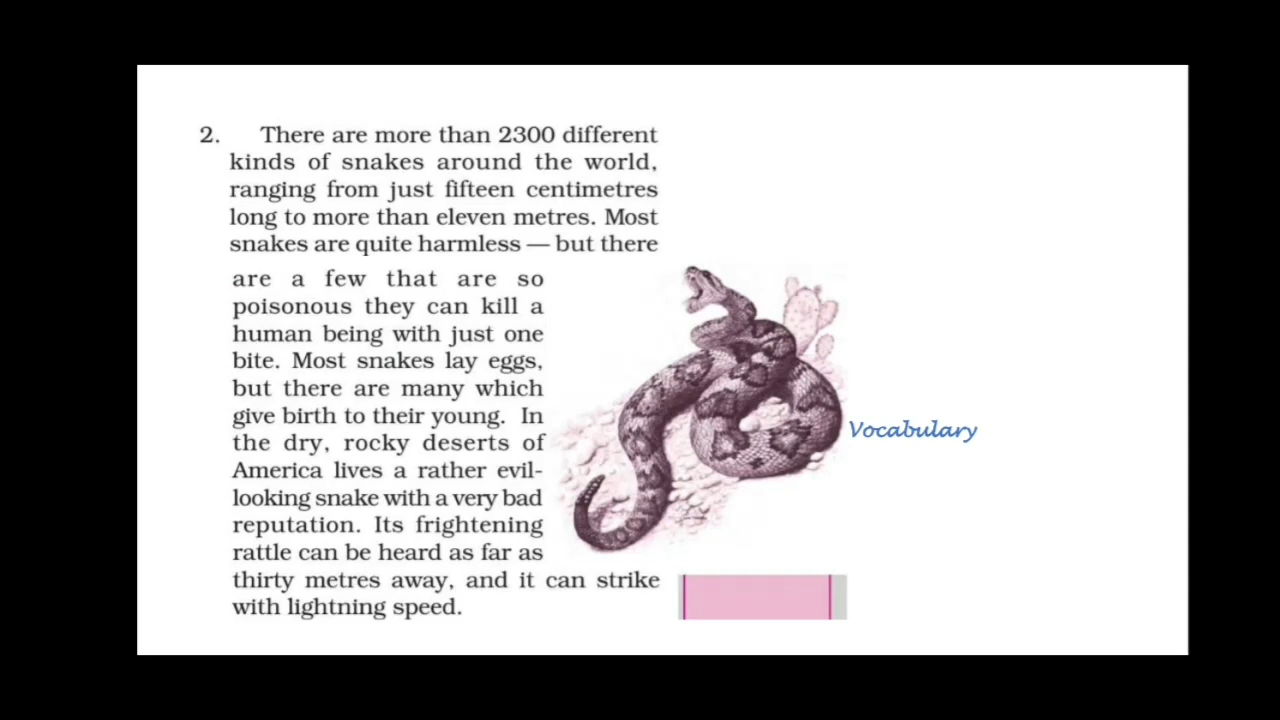 2. There are more than 2300 different
kinds of snakes around the world,
ranging from just fifteen centimetres
long to more than eleven metres. Most
snakes are quite harmless — but there
are a few that are so
poisonous they can kill a
human being with just one
bite. Most snakes lay eggs,
but there are many which
give birth to their young. In
the dry, rocky deserts of
America lives a rather evil-
looking snake with a very bad
reputation. Its frightening
rattle can be heard as far as
thirty metres away, and it can strike
with lightning speed.
Vocabulary